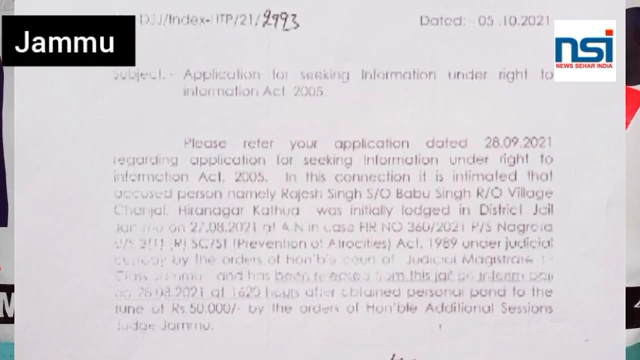 Jammu
DJJ/Index-UTP/21/2993 Dated: - 05.10.2021
nsi
NEWS SEHAR INDIA
Subject: - Application for seeking Information under right to
information Act, 2005.
Please refer your application dated 28.09.2021
regarding application for seeking Information under right to
information Act, 2005. In this connection it is intimated that
accused person namely Rajesh Singh S/O Babu Singh R/O Village
Hiranagar Kathua was initially lodged in District Jail
Jammu on 27.08.2021 at A.N in case FIR NO 360/2021 P/S Nagrota
U/S 3(1) (R) SC/ST (Prevention of Atrocities) Act, 1989 under judicial
custody by the orders of Hon'ble court of Judicial Magistrate
Class Jammu and has been released from this jail on interim bail
on 28.08.2021 at 1620 hours after obtained personal bond to the
tune of Rs.50,000/- by the orders of Hon'ble Additional Sessions
Judge Jammu.